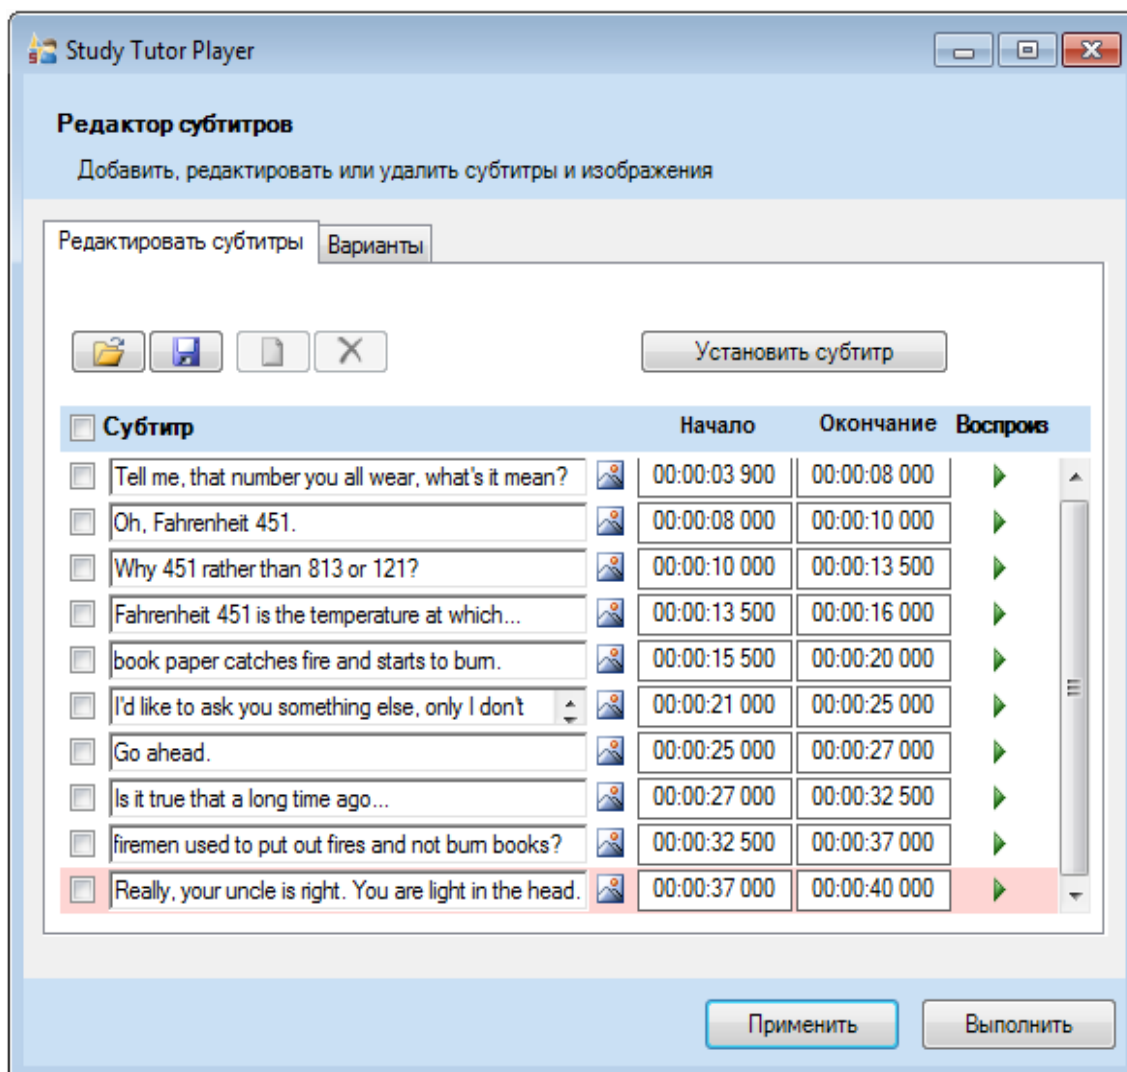 Study Tutor Player
Редактор субтитров
Добавить, редактировать или удалить субтитры и изображения
Редактировать субтитры Варианты
Установить субтитр
Субтитр Начало Окончание Воспроиз
Tell me, that number you all wear, what's it mean? 00:00:03 900 00:00:08 000
Oh, Fahrenheit 451. 00:00:08 000 00:00:10 000
Why 451 rather than 813 or 121? 00:00:10 000 00:00:13 500
Fahrenheit 451 is the temperature at which... 00:00:13 500 00:00:16 000
book paper catches fire and starts to burn. 00:00:15 500 00:00:20 000
I'd like to ask you something else, only I don't 00:00:21 000 00:00:25 000
Go ahead. 00:00:25 000 00:00:27 000
Is it true that a long time ago... 00:00:27 000 00:00:32 500
firemen used to put out fires and not burn books? 00:00:32 500 00:00:37 000
Really, your uncle is right. You are light in the head. 00:00:37 000 00:00:40 000
Применить Выполнить